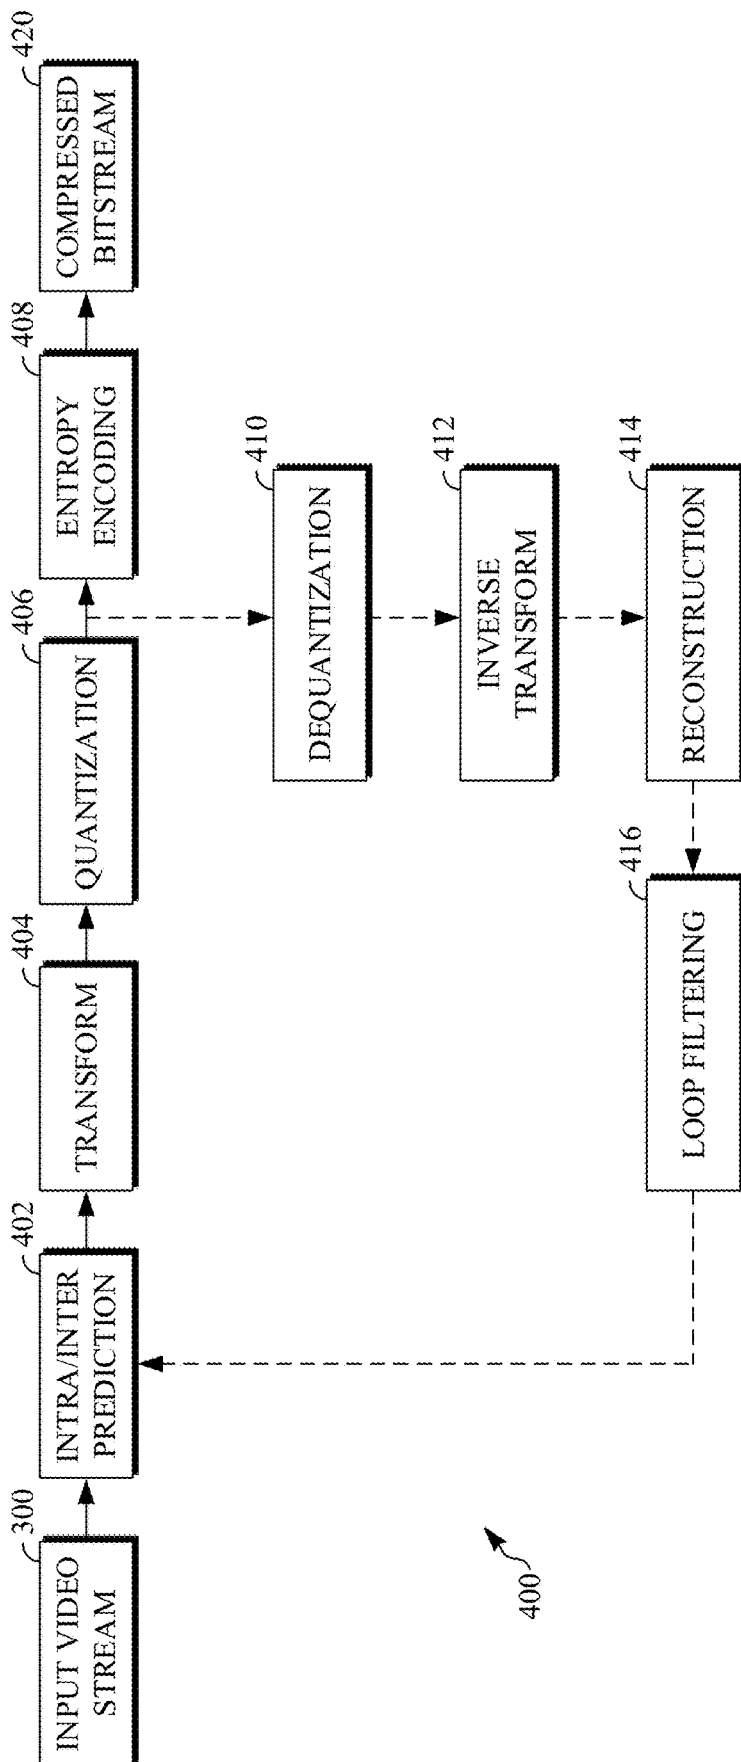 300
INPUT VIDEO
STREAM
402
INTRA/INTER
PREDICTION
404
TRANSFORM
406
QUANTIZATION
408
ENTROPY
ENCODING
420
COMPRESSED
BITSTREAM
410
DEQUANTIZATION
412
INVERSE
TRANSFORM
414
RECONSTRUCTION
416
LOOP FILTERING
400